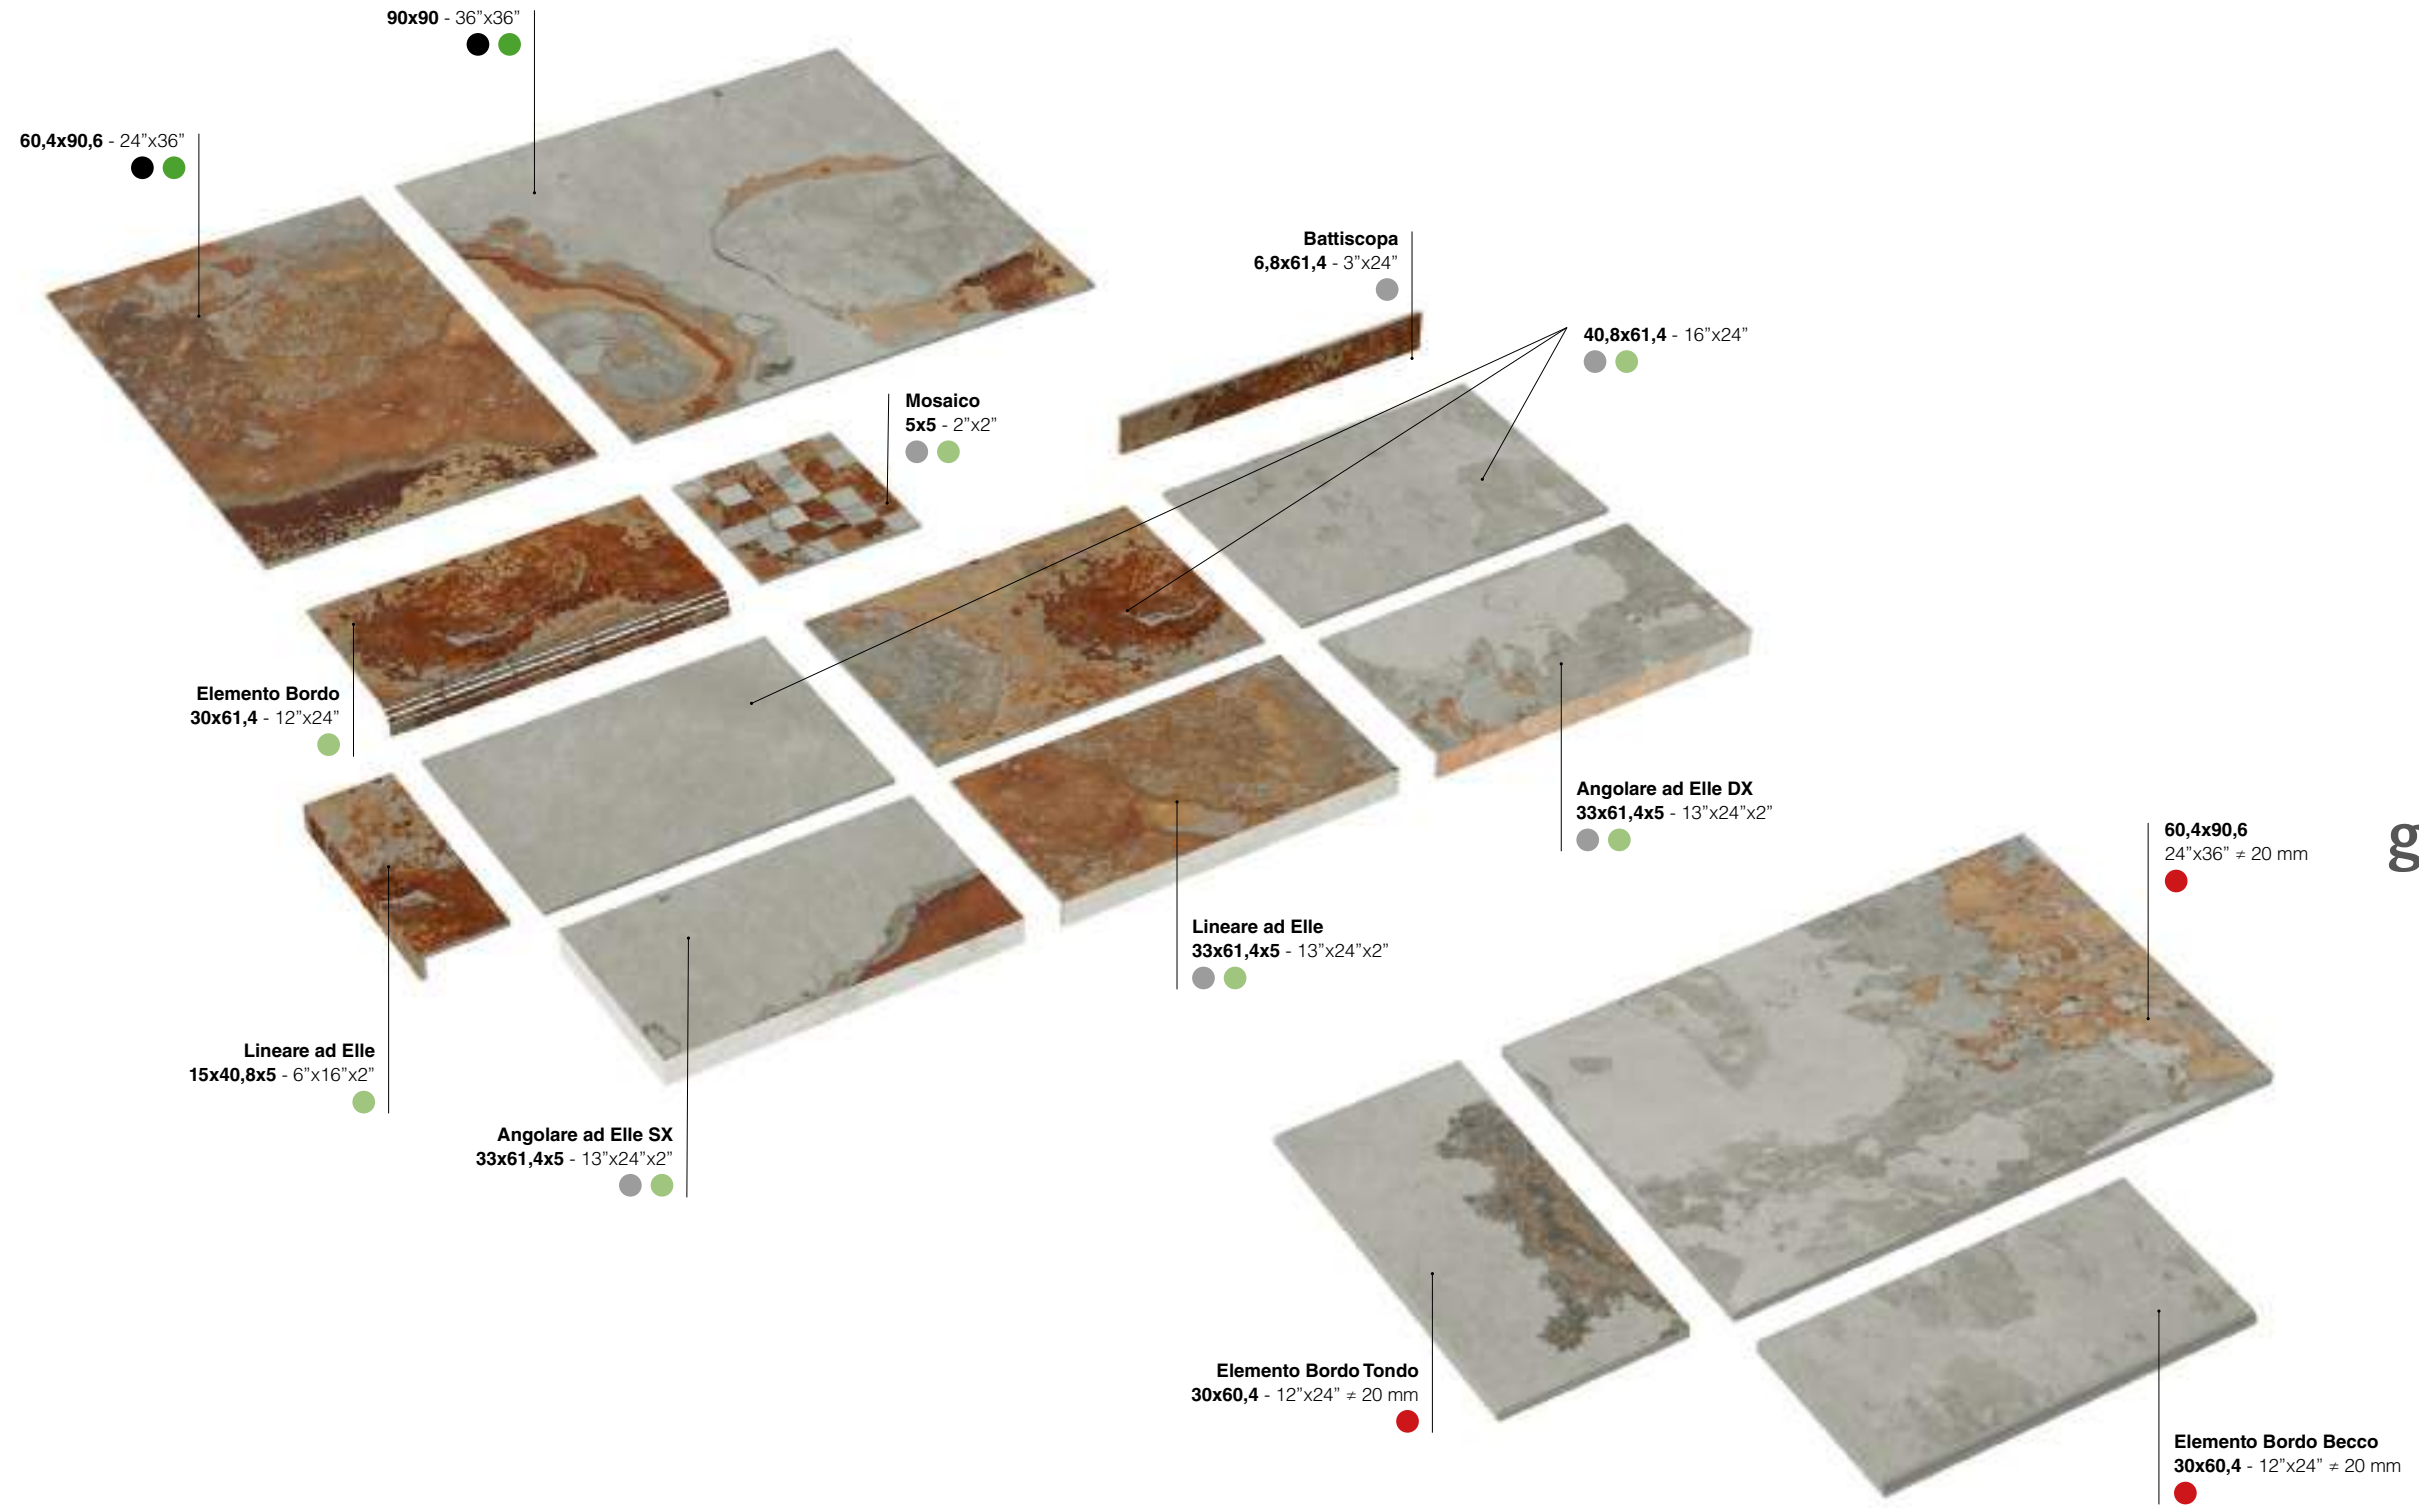 90x90 - 36”x36”
60,4x90,6 - 24”x36”
Battiscopa
6,8x61,4 - 3”x24”
40,8x61,4 - 16”x24”
Mosaico
5x5 - 2”x2”
Elemento Bordo
30x61,4 - 12”x24”
Angolare ad Elle DX
33x61,4x5 - 13”x24”x2”
60,4x90,6
24”x36” ≠ 20 mm
g
Lineare ad Elle
33x61,4x5 - 13”x24”x2”
Lineare ad Elle
15x40,8x5 - 6”x16”x2”
Angolare ad Elle SX
33x61,4x5 - 13”x24”x2”
Elemento Bordo Tondo
30x60,4 - 12”x24” ≠ 20 mm
Elemento Bordo Becco
30x60,4 - 12”x24” ≠ 20 mm